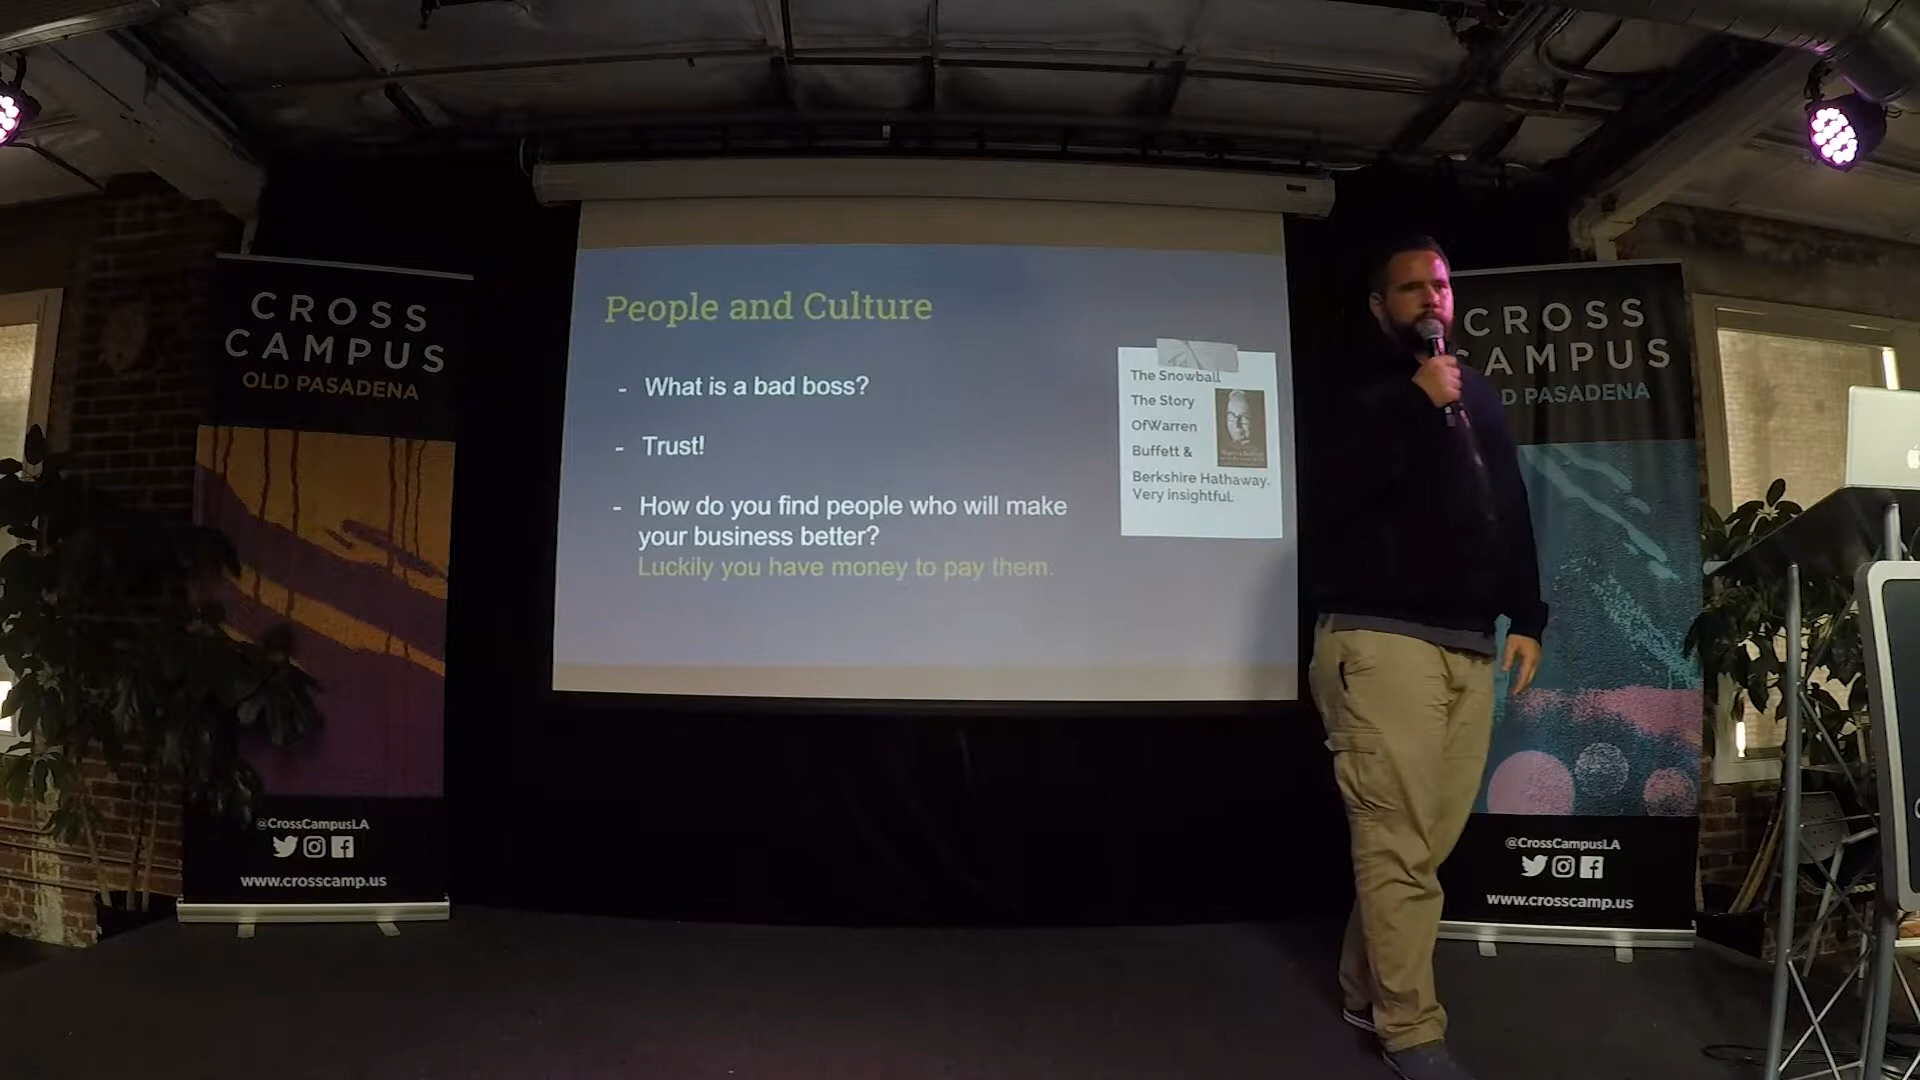 CROSS
CAMPUS
OLD PASADENA
@CrossCampusLA
www.crosscamp.us
People and Culture
- What is a bad boss?
- Trust!
- How do you find people who will make
your business better?
Luckily you have money to pay them.
The Snowball
The Story
OfWarren
Buffett &
Berkshire Hathaway.
Very insightful.
CROSS
CAMPUS
D PASADENA
@CrossCampusLA
www.crosscamp.us